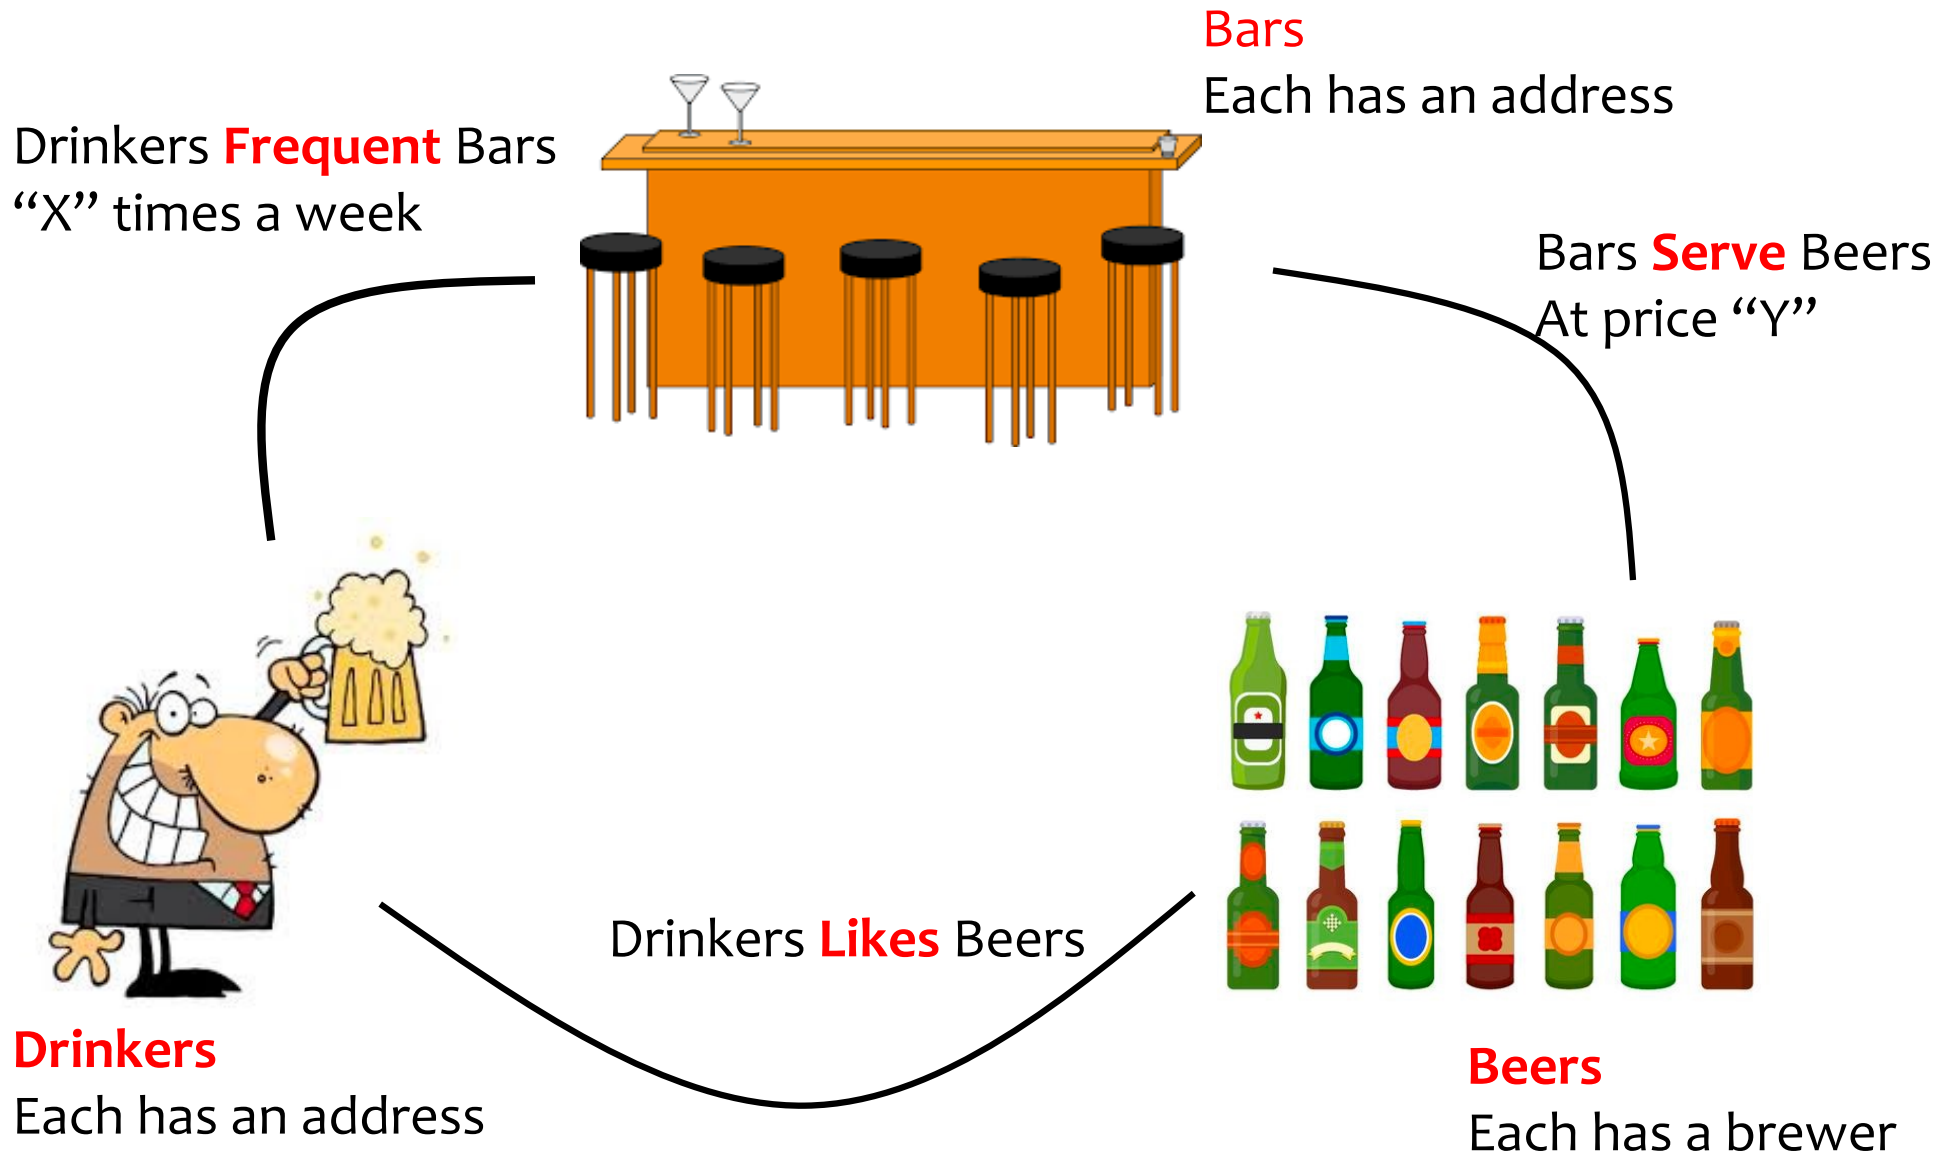 Bars
Each has an address
Drinkers Frequent Bars
“X” times a week
Bars Serve Beers
At price “Y”
Drinkers Likes Beers
Drinkers
Each has an address
Beers
Each has a brewer